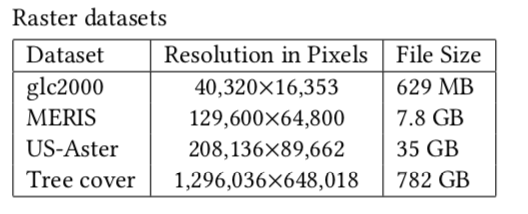 Raster datasets
Dataset Resolution in Pixels File Size
glc2000 40,320×16,353 629 MB
MERIS 129,600×64,800 7.8 GB
US-Aster 208,136×89,662 35 GB
Tree cover 1,296,036×648,018 782 GB